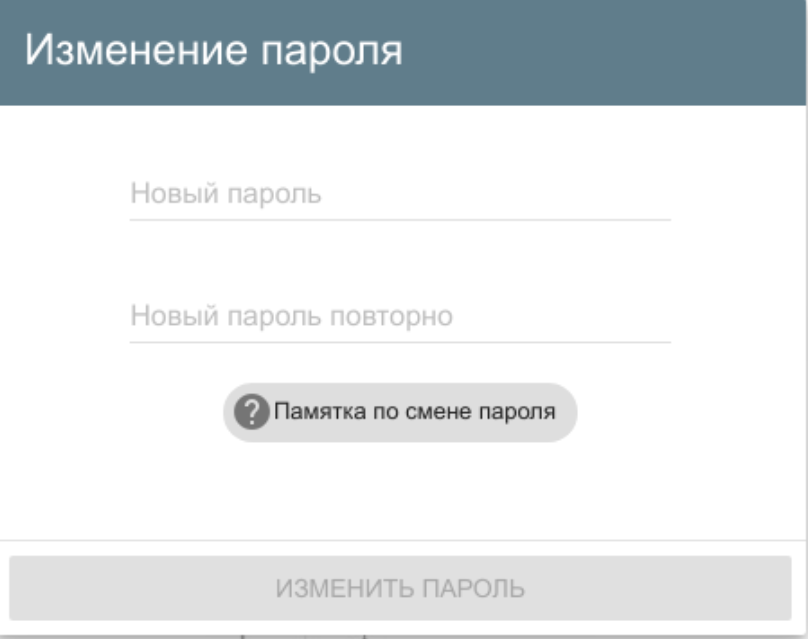 Изменение пароля
Новый пароль
Новый пароль повторно
? Памятка по смене пароля
ИЗМЕНИТЬ ПАРОЛЬ